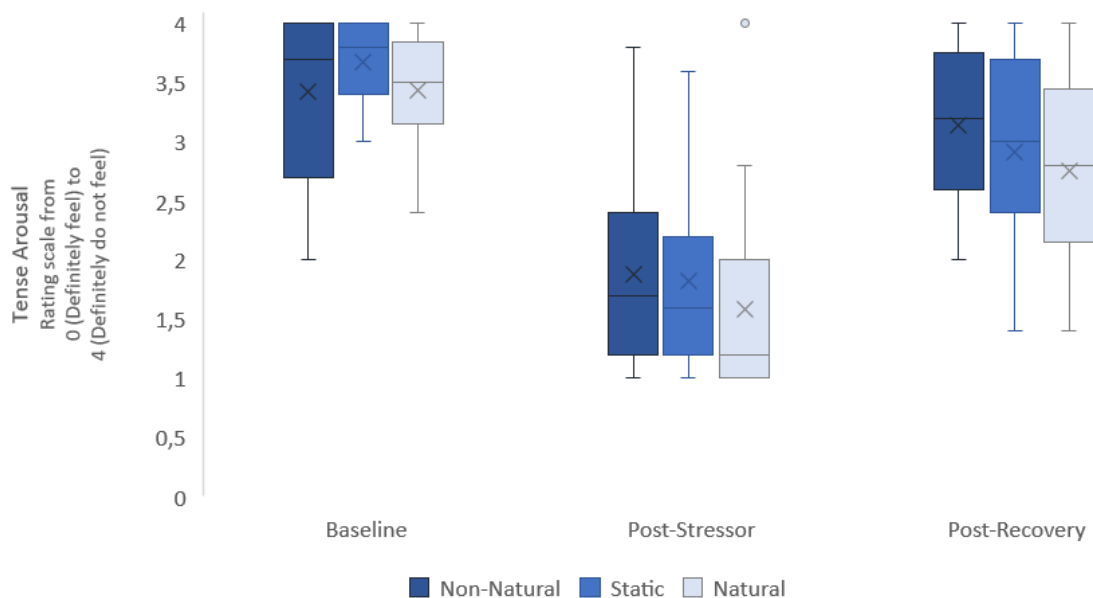 4
3,5
3
2,5
2
1,5
1
0,5
0
Tense Arousal
Rating scale from
0 (Definitely feel) to
4 (Definitely do not feel)
Baseline
Post-Stressor
Post-Recovery
Non-Natural
Static
Natural